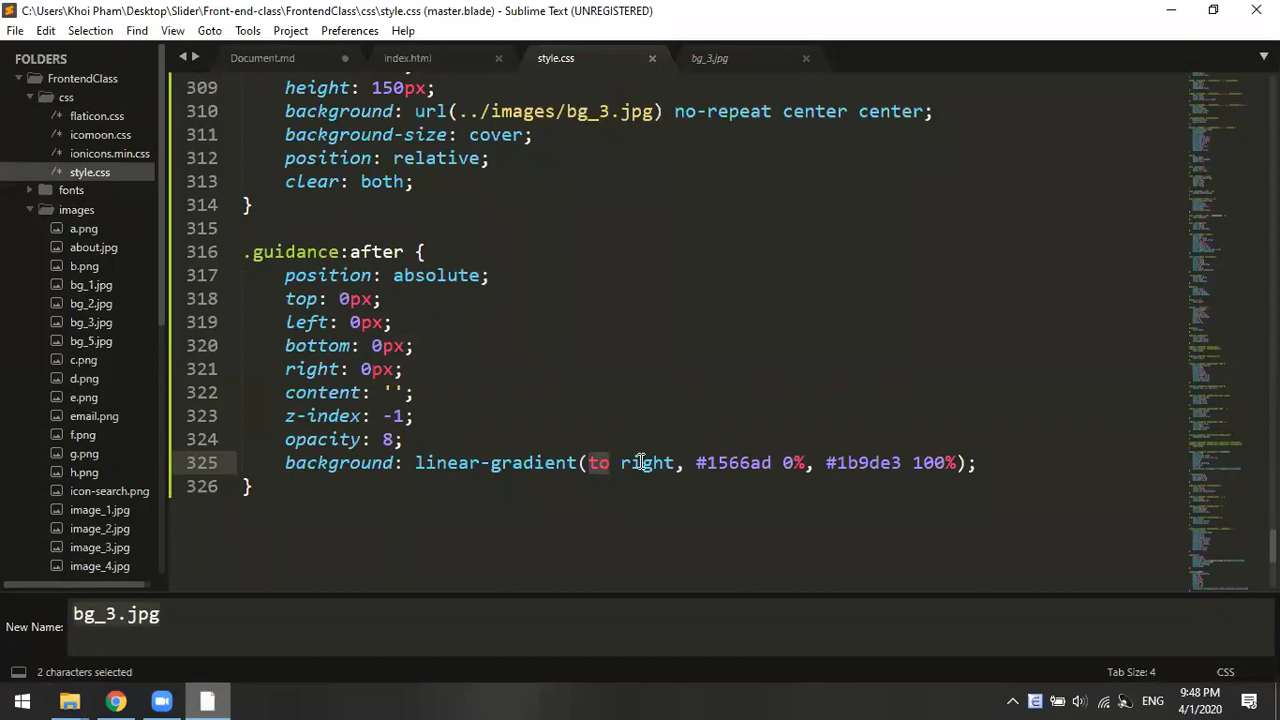 C:\Users\Khoi Pham\Desktop\Slider\Front-end-class\FrontendClass\css\style.css (master.blade) - Sublime Text (UNREGISTERED)
File Edit Selection Find View Goto Tools Project Preferences Help
FOLDERS
FrontendClass
css
/* flaticon.css
/* icomoon.css
/* ionicons.min.css
/* style.css
fonts
images
a.png
about.jpg
b.png
bg_1.jpg
bg_2.jpg
bg_3.jpg
bg_5.jpg
c.png
d.png
e.png
email.png
f.png
g.png
h.png
icon-search.png
image_1.jpg
image_2.jpg
image_3.jpg
image_4.jpg
Document.md index.html style.css bg_3.jpg
309 height: 150px;
310 background: url(../images/bg_3.jpg) no-repeat center center;
311 background-size: cover;
312 position: relative;
313 clear: both;
314 }
315
316 .guidance:after {
317 position: absolute;
318 top: 0px;
319 left: 0px;
320 bottom: 0px;
321 right: 0px;
322 content: '';
323 z-index: -1;
324 opacity: 8;
325 background: linear-gradient(to right, #1566ad 0%, #1b9de3 100%);
326 }
New Name: bg_3.jpg
2 characters selected Tab Size: 4 CSS
ENG
9:48 PM
4/1/2020